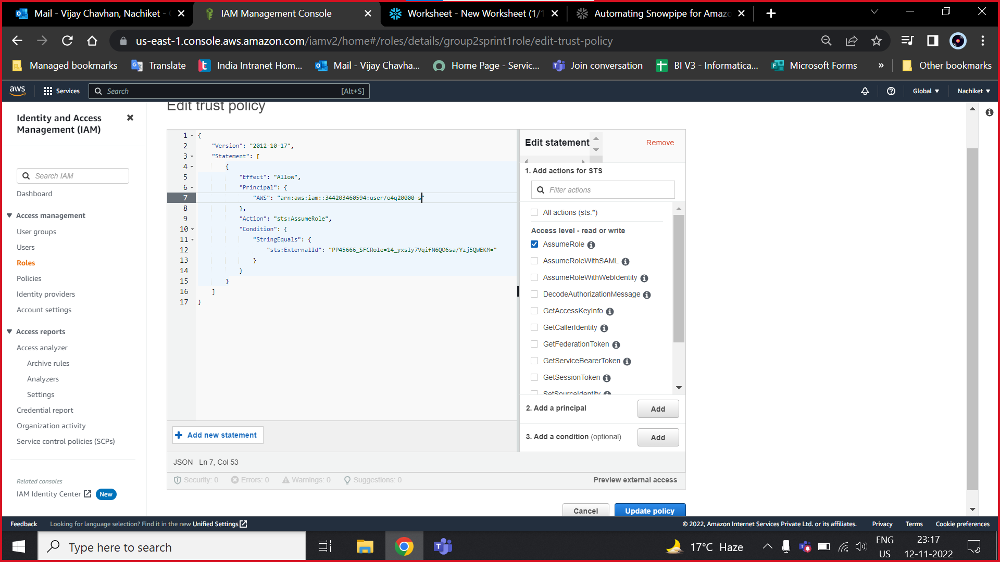 Mail - Vijay Chavhan, Nachiket -
IAM Management Console
Worksheet - New Worksheet (1/1
Automating Snowpipe for Amazo
us-east-1.console.aws.amazon.com/iamv2/home#/roles/details/group2sprint1role/edit-trust-policy
Managed bookmarks
Translate
India Intranet Hom...
Mail - Vijay Chavha...
Home Page - Servic...
Join conversation
BI V3 - Informatica...
Microsoft Forms
»
Other bookmarks
aws
Services
Search
[Alt+S]
Global
Nachiket
Identity and Access
Management (IAM)
Search IAM
Dashboard
Access management
User groups
Users
Roles
Policies
Identity providers
Account settings
Access reports
Access analyzer
Archive rules
Analyzers
Settings
Credential report
Organization activity
Service control policies (SCPs)
Related consoles
IAM Identity Center
New
Edit trust policy
1 {
2 "Version": "2012-10-17",
3 "Statement": [
4 {
5 "Effect": "Allow",
6 "Principal": {
7 "AWS": "arn:aws:iam::344203460594:user/o4q20000-s"
8 },
9 "Action": "sts:AssumeRole",
10 "Condition": {
11 "StringEquals": {
12 "sts:ExternalId": "PP45666_SFCRole=14_yxsIy7VqifN6QO6sa/Yzj5QWEKM="
13 }
14 }
15 }
16 ]
17 }
Add new statement
JSON Ln 7, Col 53
Security: 0
Errors: 0
Warnings: 0
Suggestions: 0
Preview external access
Edit statement
Remove
1. Add actions for STS
Filter actions
All actions (sts:*)
Access level - read or write
AssumeRole
AssumeRoleWithSAML
AssumeRoleWithWebIdentity
DecodeAuthorizationMessage
GetAccessKeyInfo
GetCallerIdentity
GetFederationToken
GetServiceBearerToken
GetSessionToken
SetSourceIdentity
2. Add a principal
Add
3. Add a condition (optional)
Add
Cancel
Update policy
Feedback
Looking for language selection? Find it in the new Unified Settings
© 2022, Amazon Internet Services Private Ltd. or its affiliates.
Privacy
Terms
Cookie preferences
Type here to search
17°C Haze
ENG
US
23:17
12-11-2022